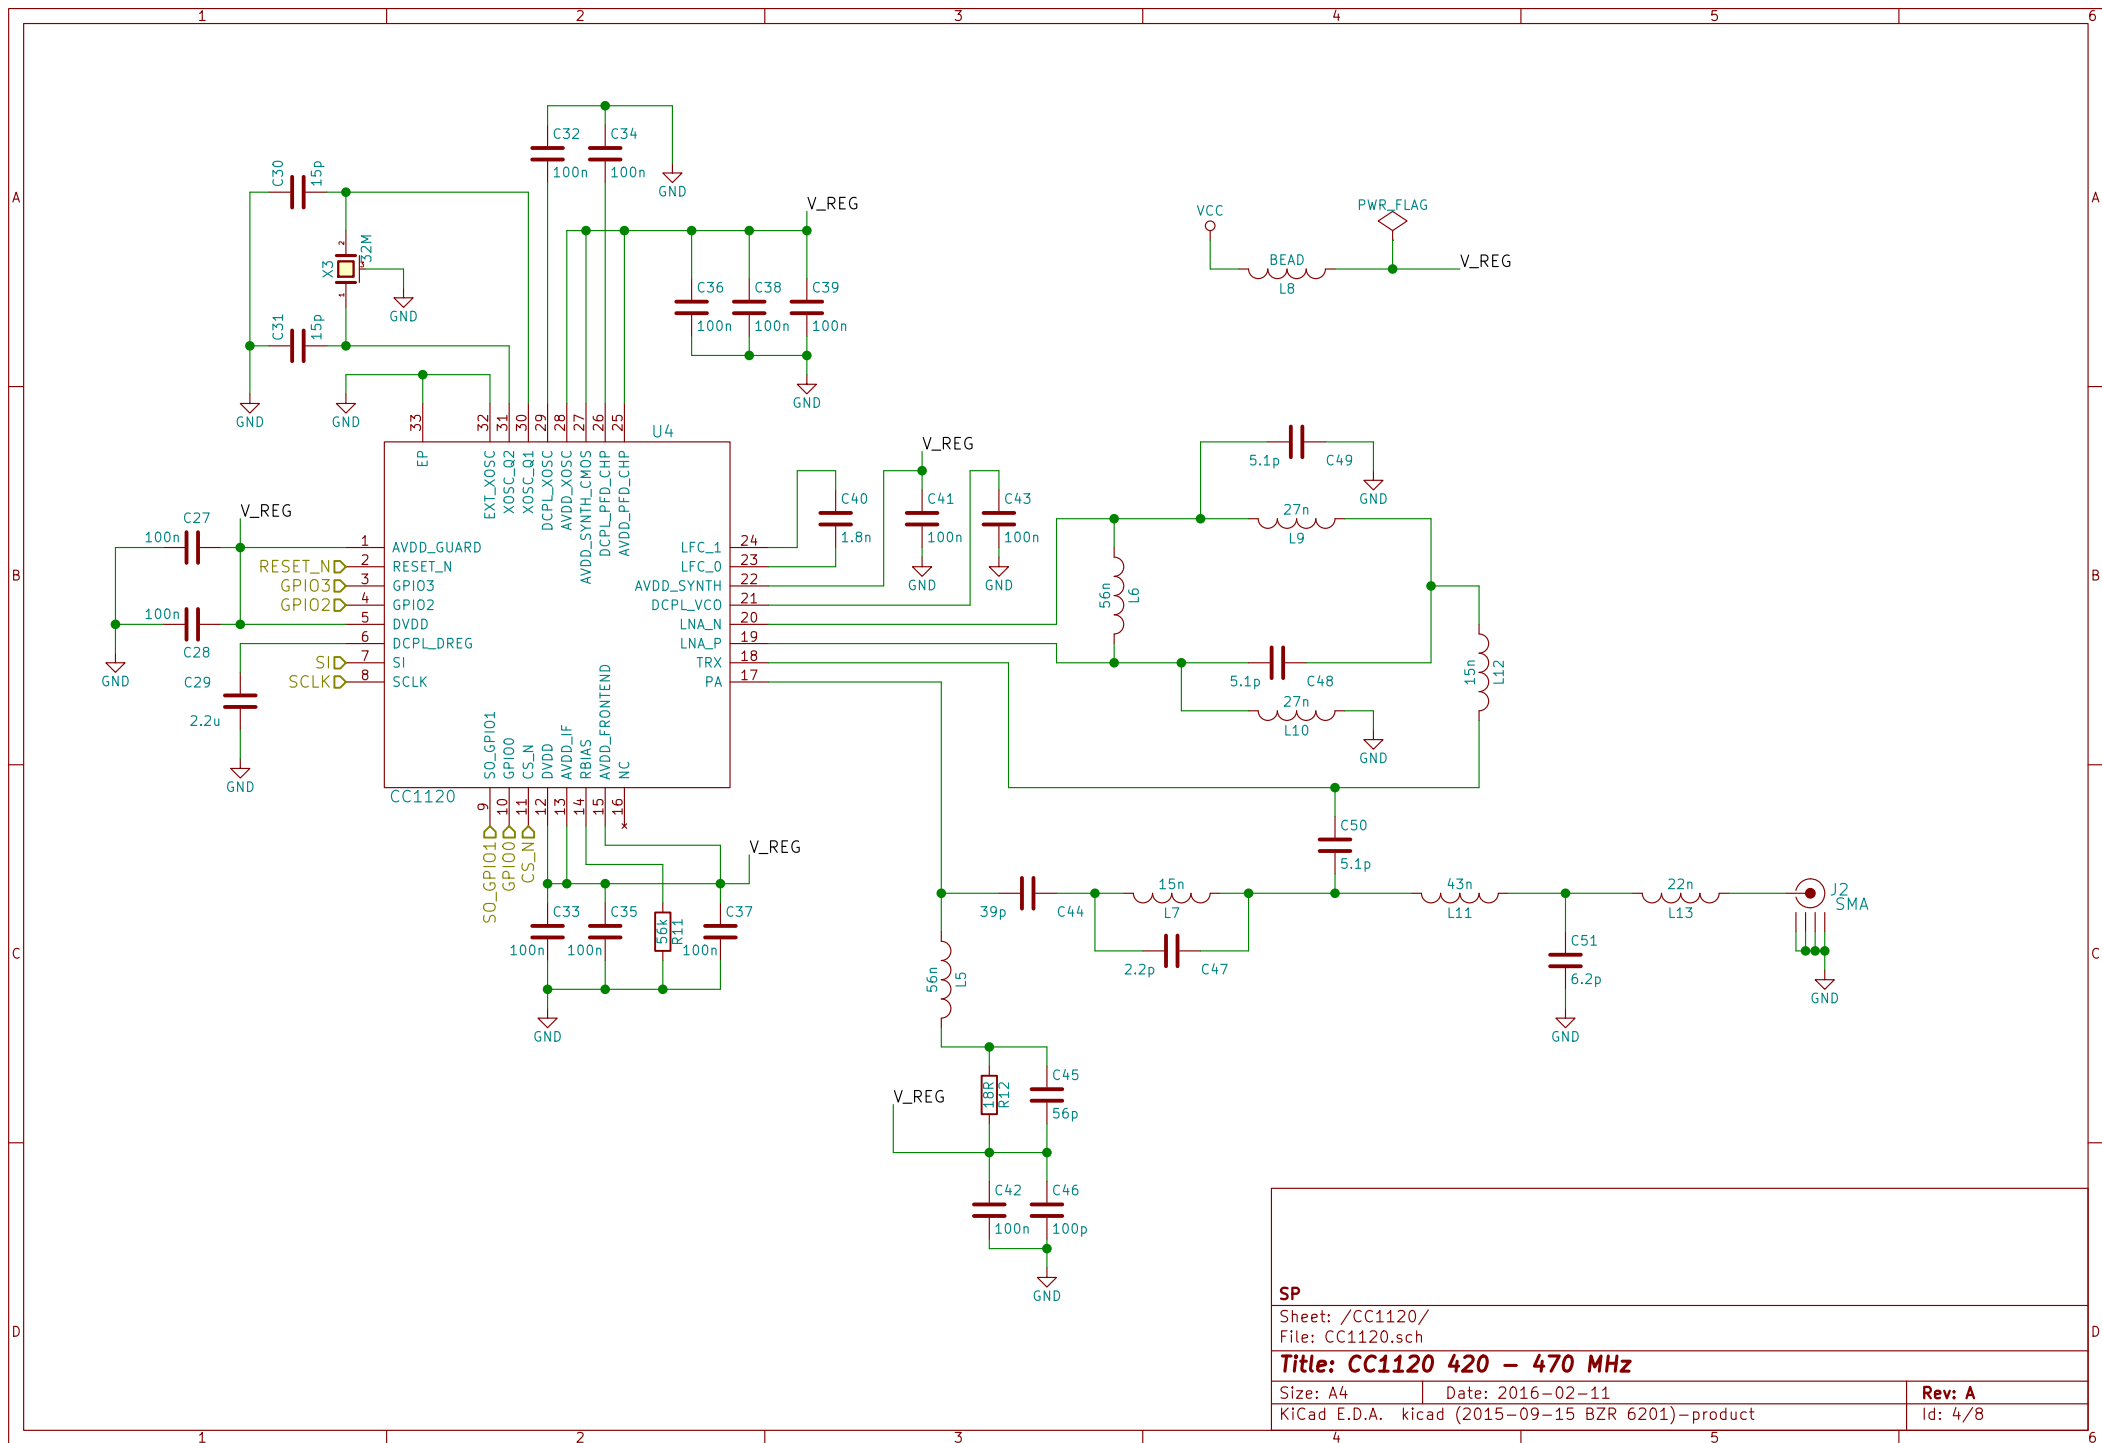 1 2 3 4 5 6
A A
B B
C C
D D
1 2 3 4 5 6
C32
100n
C34
100n
GND
C30
15p
X3
32M
2
3
1
GND
C31
15p
GND
GND
V_REG
C36
100n
C38
100n
C39
100n
GND
VCC
BEAD
L8
PWR_FLAG
V_REG
U4
CC1120
33 32 31 30 29 28 27 26 25
EP
EXT_XOSC
XOSC_Q2
XOSC_Q1
DCPL_XOSC
AVDD_XOSC
AVDD_SYNTH_CMOS
DCPL_PFD_CHP
AVDD_PFD_CHP
V_REG
C27
100n
C28
100n
GND
C29
2.2u
GND
1 AVDD_GUARD
RESET_N 2 RESET_N
GPIO3 3 GPIO3
GPIO2 4 GPIO2
5 DVDD
6 DCPL_DREG
SI 7 SI
SCLK 8 SCLK
LFC_1 24
LFC_0 23
AVDD_SYNTH 22
DCPL_VCO 21
LNA_N 20
LNA_P 19
TRX 18
PA 17
SO_GPIO1
GPIO0
CS_N
DVDD
AVDD_IF
RBIAS
AVDD_FRONTEND
NC
9 10 11 12 13 14 15 16
SO_GPIO1
GPIO0
CS_N
V_REG
C33
100n
C35
100n
56k
R11
C37
100n
GND
V_REG
C40
1.8n
C41
100n
GND
C43
100n
GND
5.1p
C49
GND
27n
L9
56n
L6
5.1p
C48
27n
L10
GND
15n
L12
C50
5.1p
39p
C44
15n
L7
2.2p
C47
43n
L11
C51
6.2p
GND
22n
L13
J2
SMA
GND
56n
L5
V_REG
18R
R12
C45
56p
C42
100n
C46
100p
GND
SP
Sheet: /CC1120/
File: CC1120.sch
Title: CC1120 420 – 470 MHz
Size: A4 Date: 2016-02-11 Rev: A
KiCad E.D.A. kicad (2015-09-15 BZR 6201)-product Id: 4/8